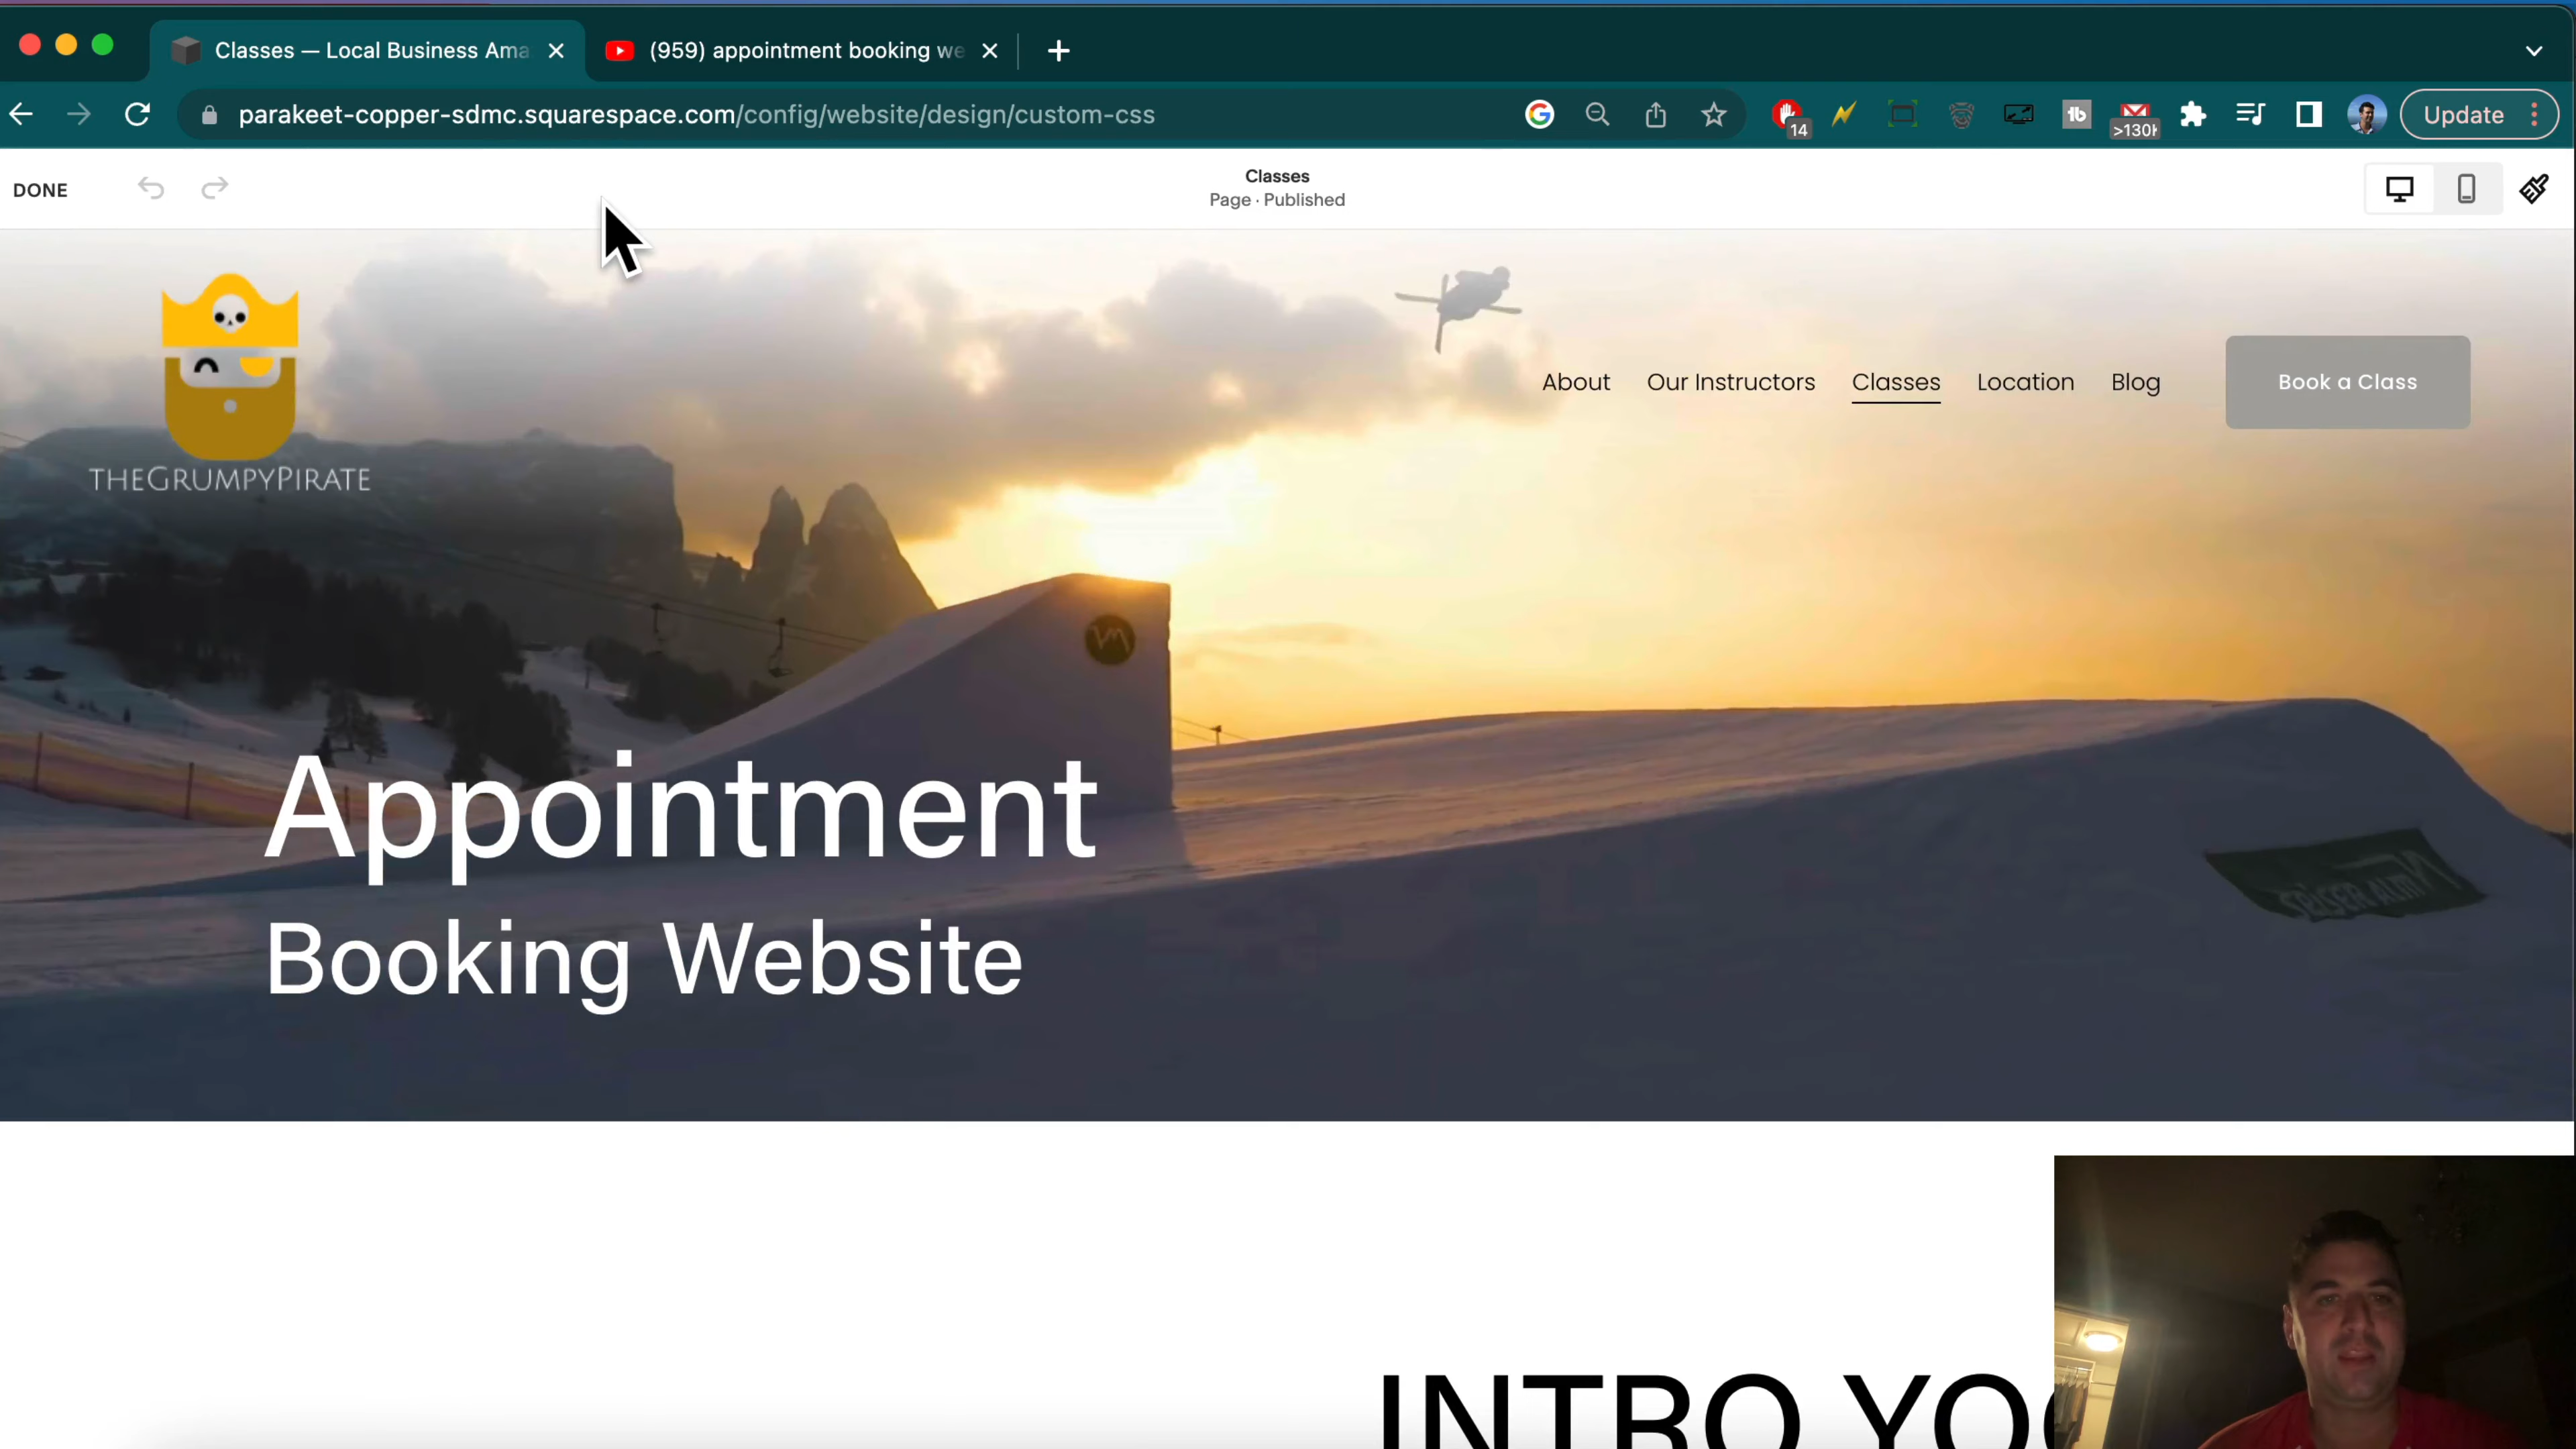 Classes — Local Business Ama
(959) appointment booking we
parakeet-copper-sdmc.squarespace.com/config/website/design/custom-css
14
tb
Update
DONE
Classes
Page · Published
THEGRUMPYPIRATE
About
Our Instructors
Classes
Location
Blog
Book a Class
Appointment
Booking Website
INTRO YO